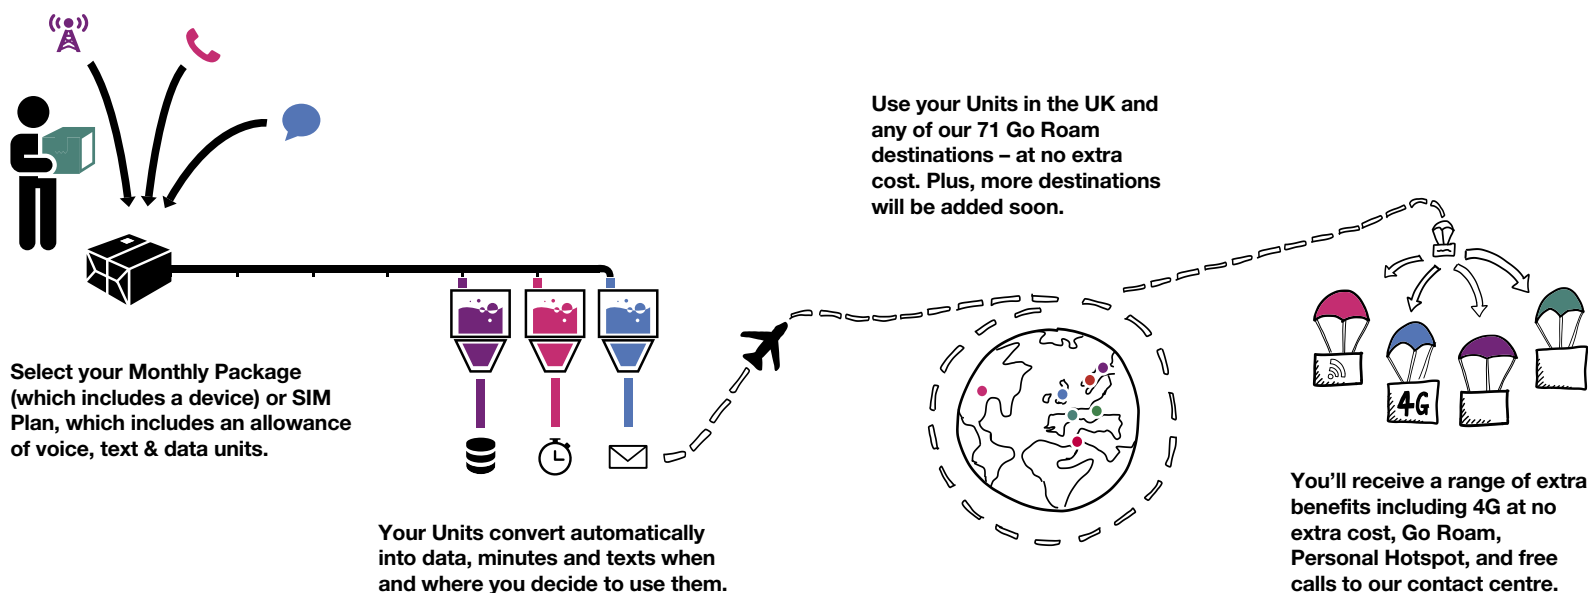 Select your Monthly Package
(which includes a device) or SIM
Plan, which includes an allowance
of voice, text & data units.
Your Units convert automatically
into data, minutes and texts when
and where you decide to use them.
Use your Units in the UK and
any of our 71 Go Roam
destinations – at no extra
cost. Plus, more destinations
will be added soon.
4G
You’ll receive a range of extra
benefits including 4G at no
extra cost, Go Roam,
Personal Hotspot, and free
calls to our contact centre.